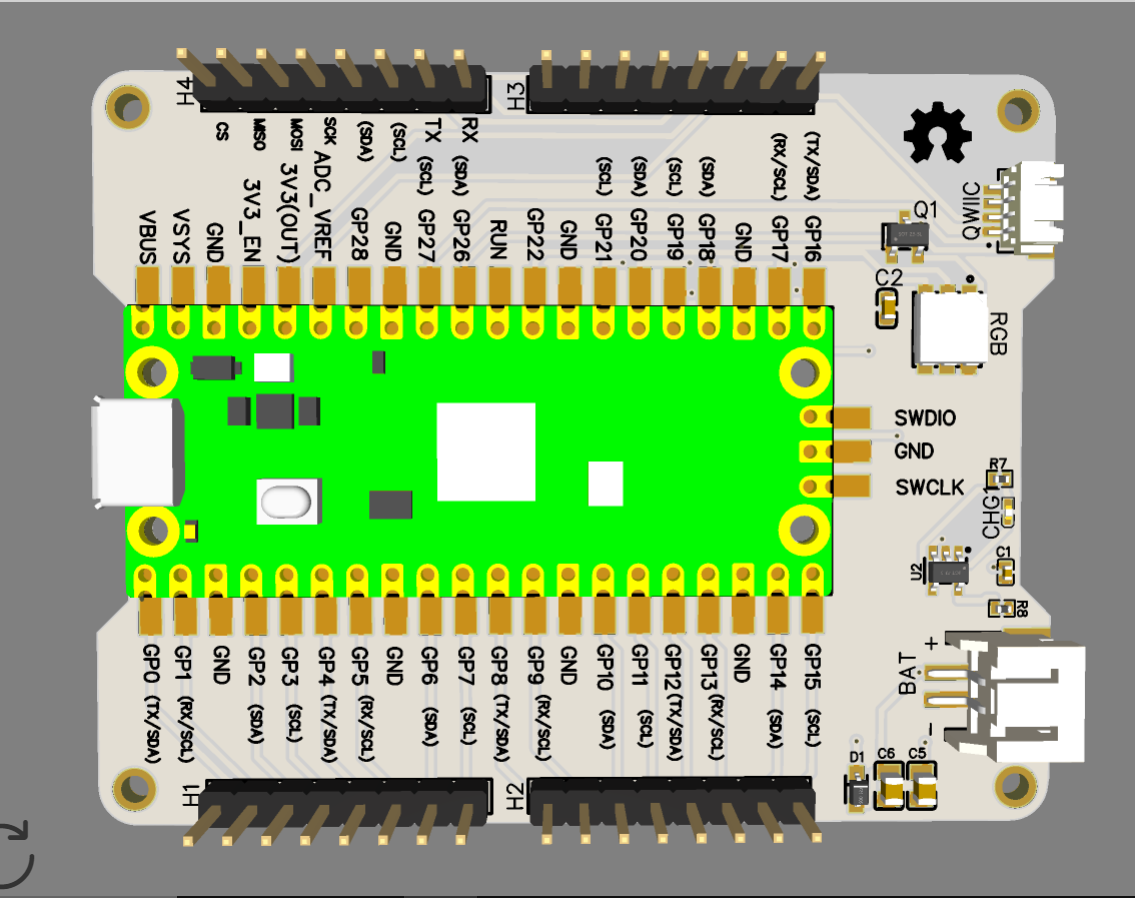 H4
H3
CS
MISO
MOSI
SCK
(SDA)
(SCL)
TX
RX
VBUS
VSYS
GND
3V3_EN
3V3(OUT)
ADC_VREF
GP28
GND
GP27 (SCL)
GP26 (SDA)
RUN
GP22
GND
GP21 (SCL)
GP20 (SDA)
GP19 (SCL)
GP18 (SDA)
GND
GP17 (RX/SCL)
GP16 (TX/SDA)
Q1
QWIIC
C2
RGB
SWDIO
GND
SWCLK
R7
CHG1
U2
C1
R8
GP0 (TX/SDA)
GP1 (RX/SCL)
GND
GP2 (SDA)
GP3 (SCL)
GP4 (TX/SDA)
GP5 (RX/SCL)
GND
GP6 (SDA)
GP7 (SCL)
GP8 (TX/SDA)
GP9 (RX/SCL)
GND
GP10 (SDA)
GP11 (SCL)
GP12 (TX/SDA)
GP13 (RX/SCL)
GND
GP14 (SDA)
GP15 (SCL)
+
BAT
-
D1
C6
C5
H1
H2